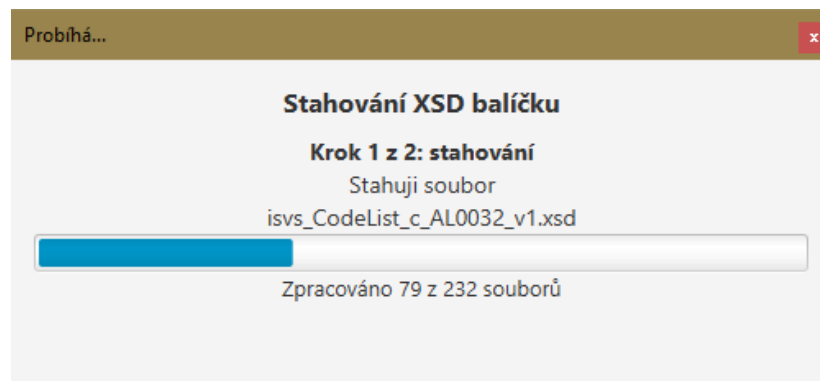 Probíhá...
x
Stahování XSD balíčku
Krok 1 z 2: stahování
Stahuji soubor
isvs_CodeList_c_AL0032_v1.xsd
Zpracováno 79 z 232 souborů